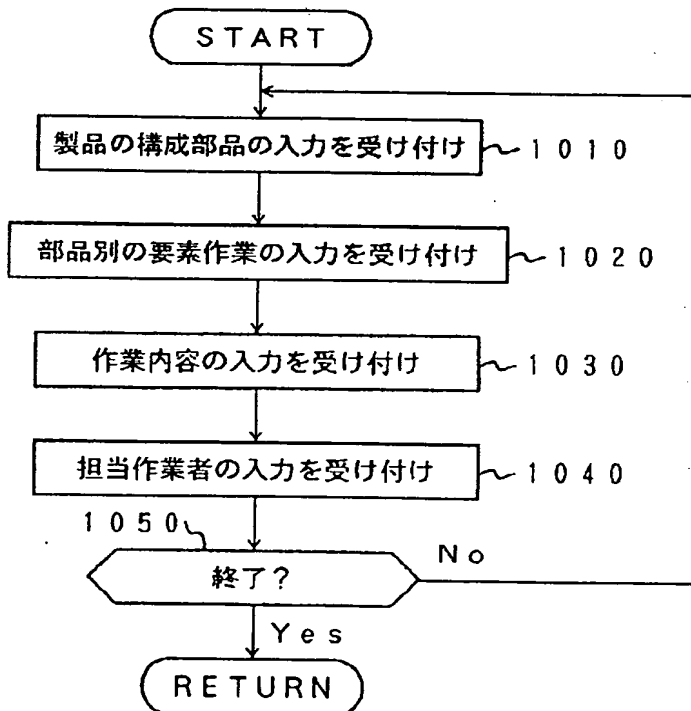 START
製品の構成部品の入力を受け付け 1010
部品別の要素作業の入力を受け付け 1020
作業内容の入力を受け付け 1030
担当作業者の入力を受け付け 1040
1050
終了? No
Yes
RETURN